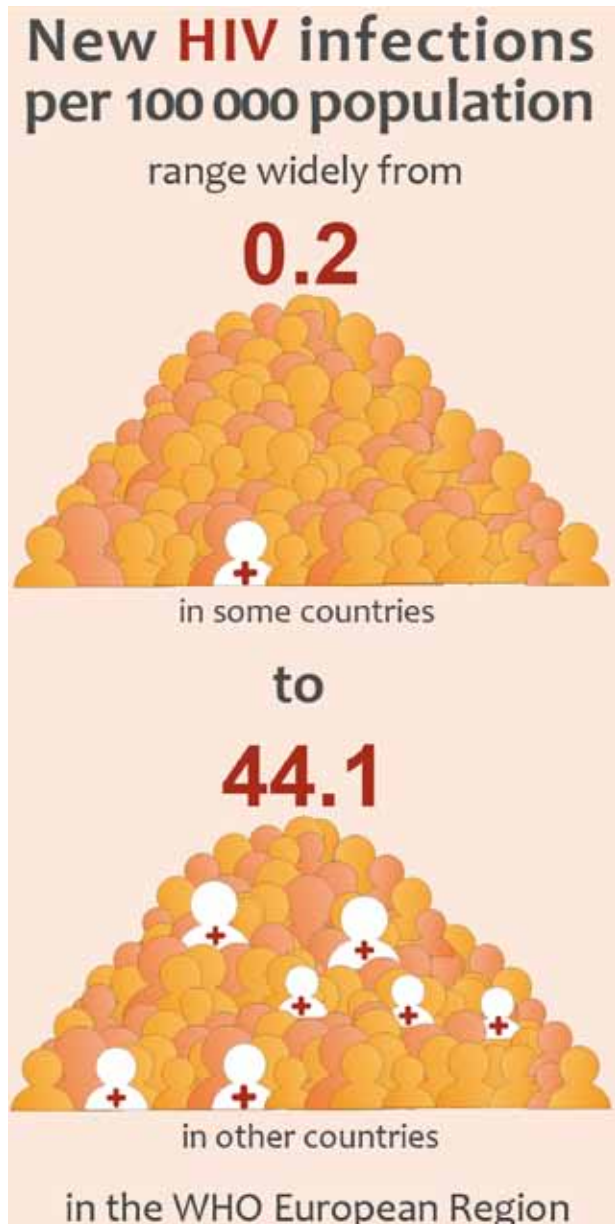 New HIV infections
per 100 000 population
range widely from
0.2
in some countries
to
44.1
in other countries
in the WHO European Region